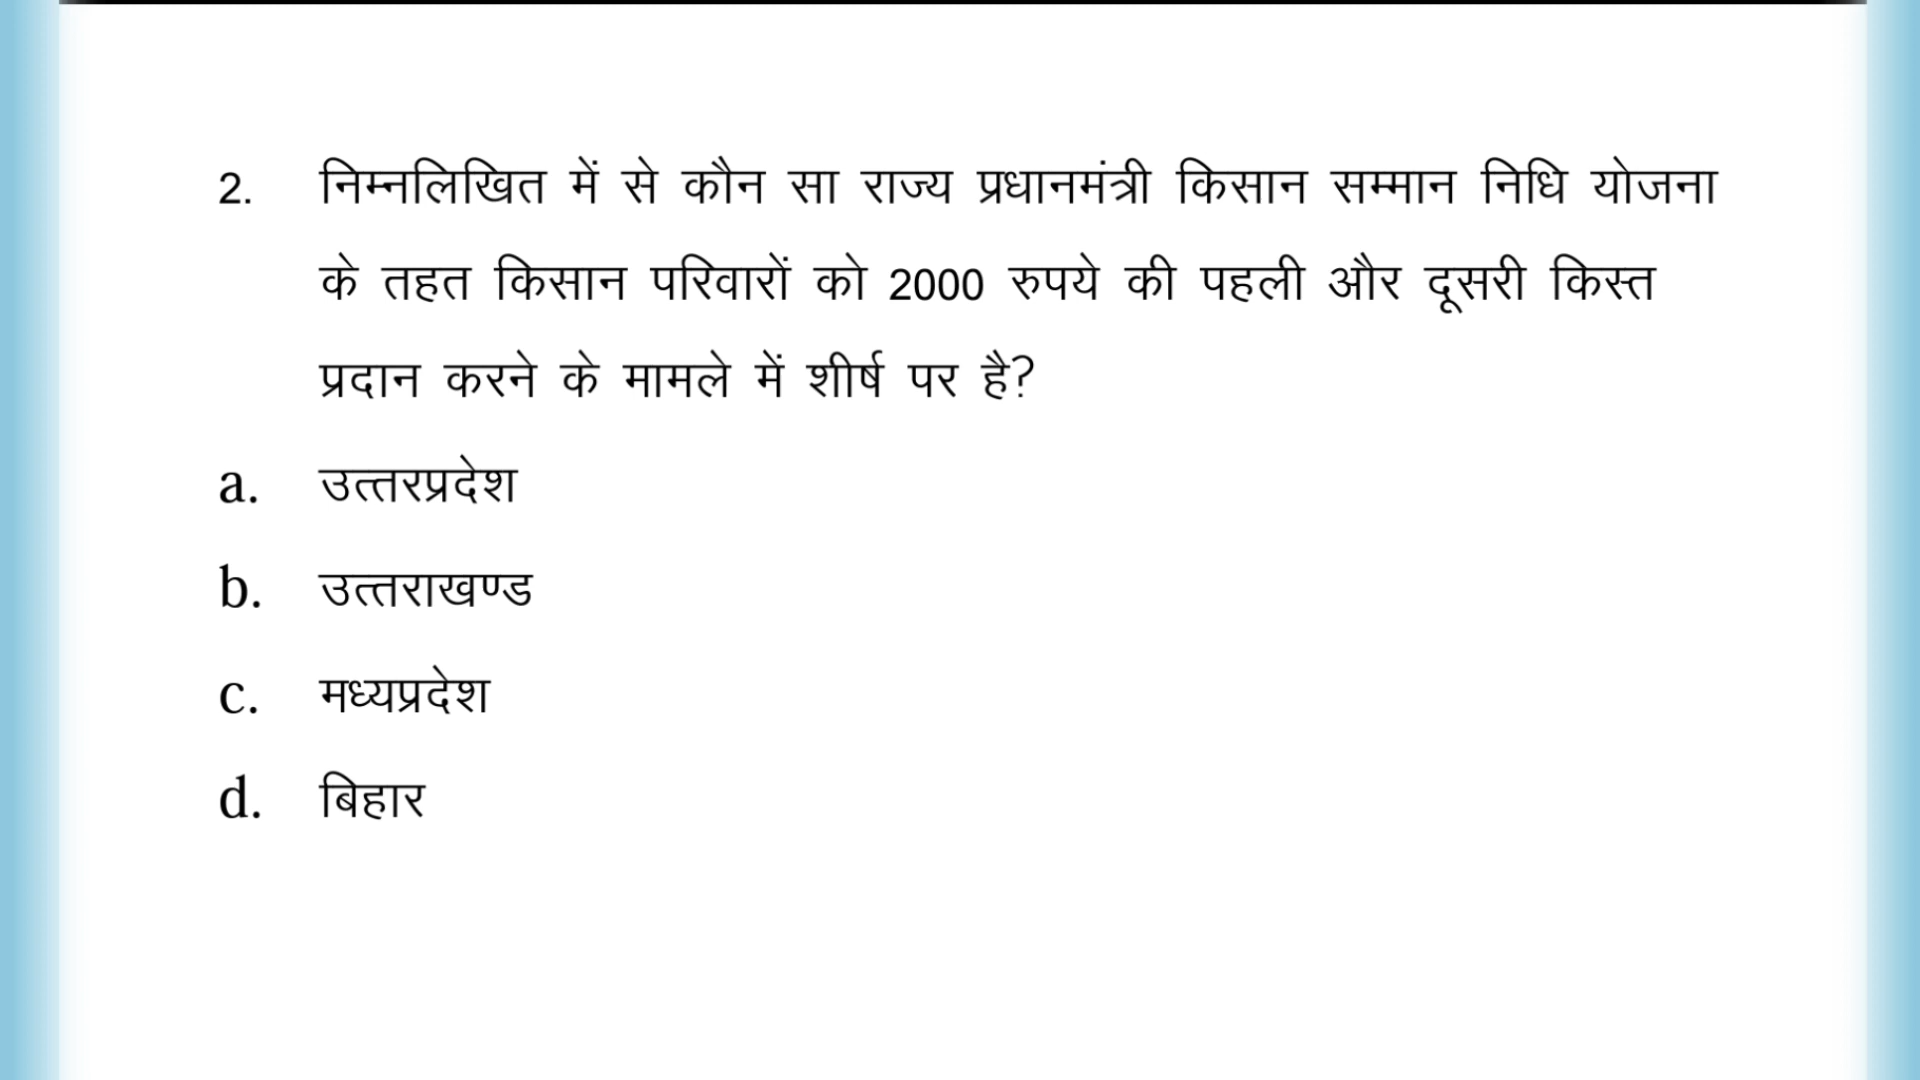 2. निम्नलिखित में से कौन सा राज्य प्रधानमंत्री किसान सम्मान निधि योजना
के तहत किसान परिवारों को 2000 रुपये की पहली और दूसरी किस्त
प्रदान करने के मामले में शीर्ष पर है?
a. उत्तरप्रदेश
b. उत्तराखण्ड
c. मध्यप्रदेश
d. बिहार